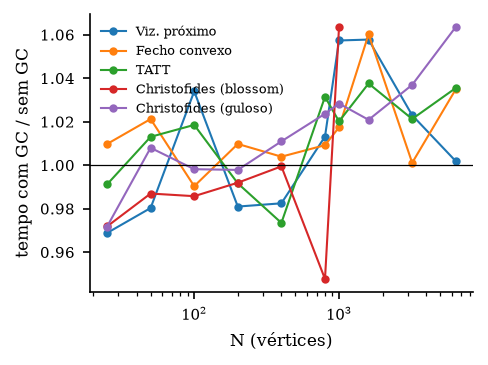 Viz. próximo
Fecho convexo
TATT
Christofides (blossom)
Christofides (guloso)
tempo com GC / sem GC
1.06
1.04
1.02
1.00
0.98
0.96
10²
10³
N (vértices)